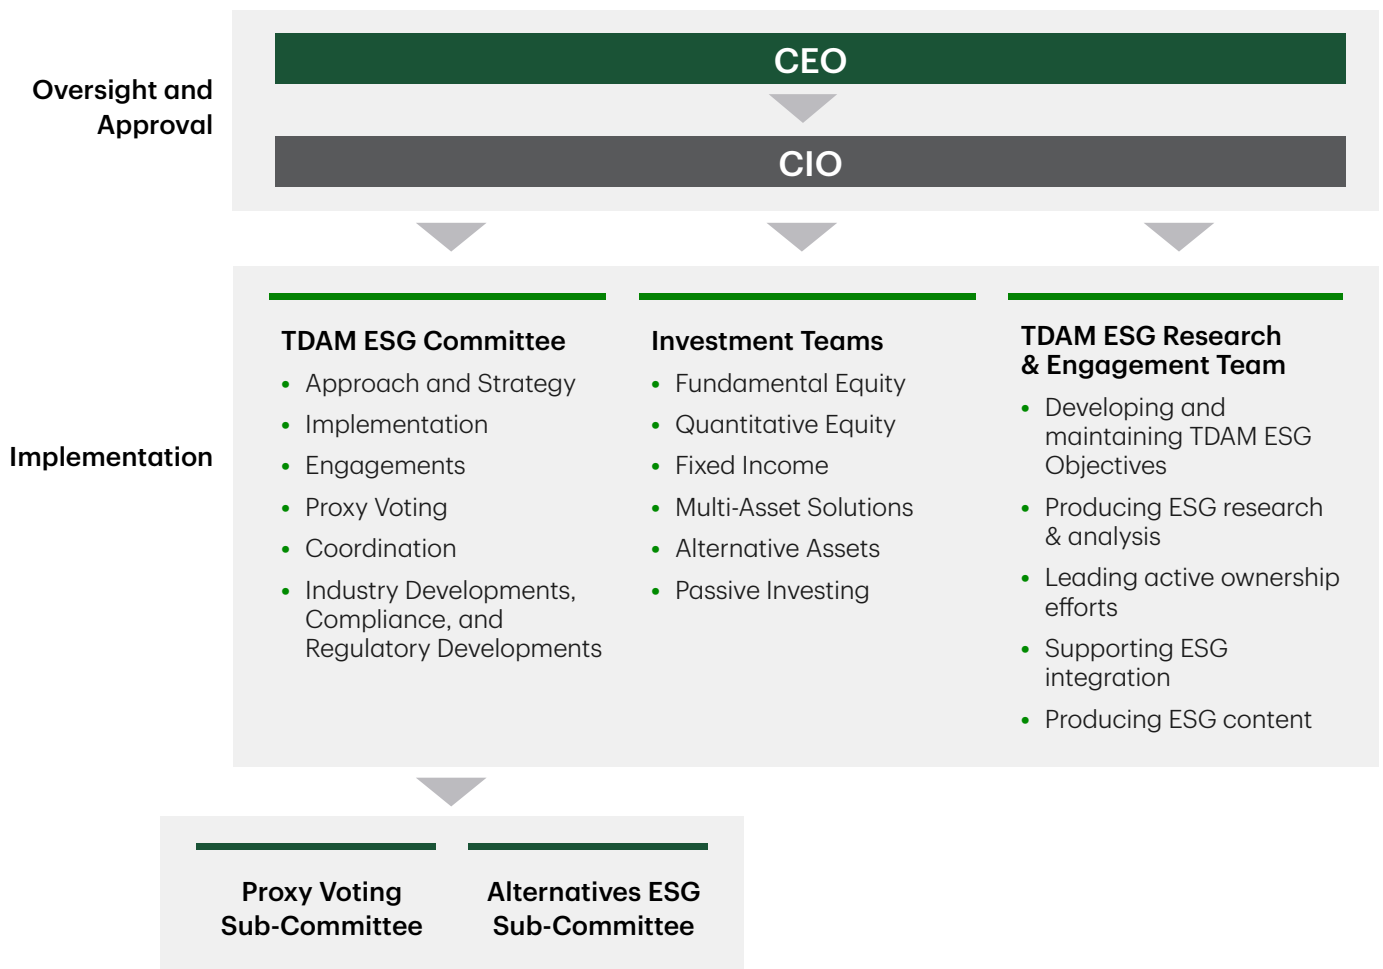 Oversight and
Approval
CEO
CIO
Implementation
TDAM ESG Committee
• Approach and Strategy
• Implementation
• Engagements
• Proxy Voting
• Coordination
• Industry Developments,
Compliance, and
Regulatory Developments
Investment Teams
• Fundamental Equity
• Quantitative Equity
• Fixed Income
• Multi-Asset Solutions
• Alternative Assets
• Passive Investing
TDAM ESG Research
& Engagement Team
• Developing and
maintaining TDAM ESG
Objectives
• Producing ESG research
& analysis
• Leading active ownership
efforts
• Supporting ESG
integration
• Producing ESG content
Proxy Voting
Sub-Committee
Alternatives ESG
Sub-Committee